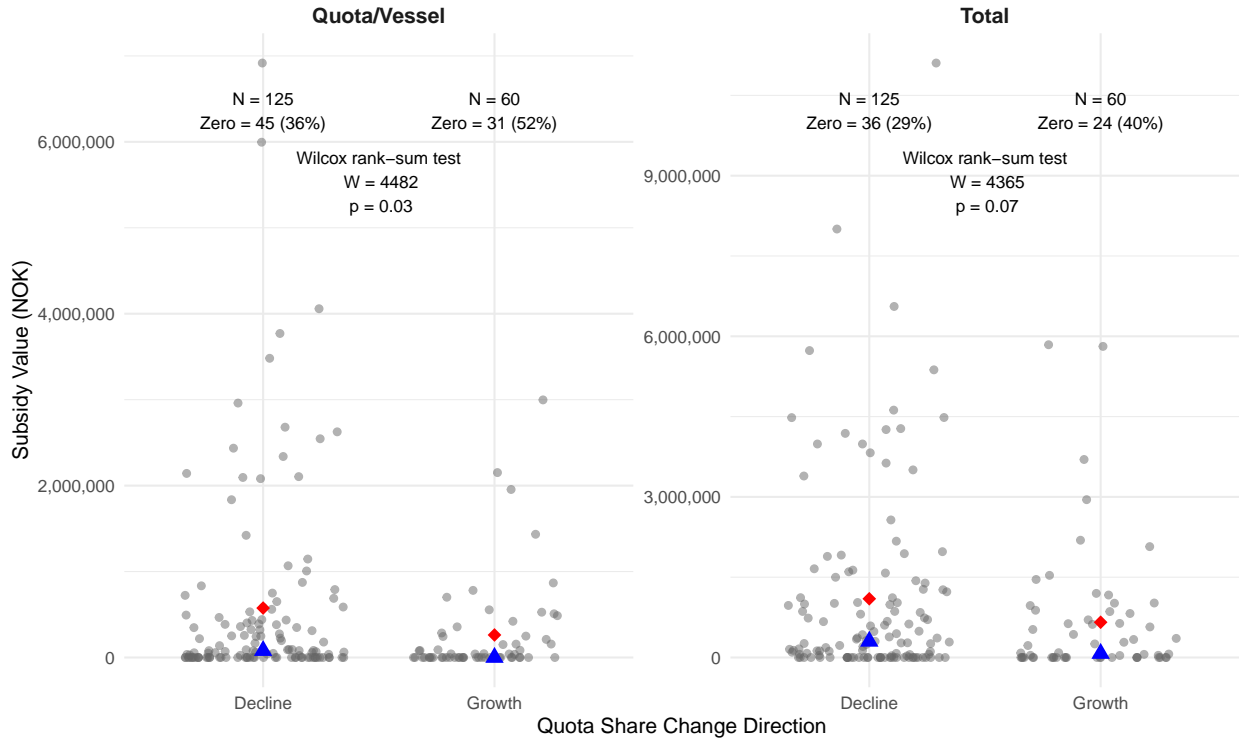 Quota/Vessel
Total
N = 125
Zero = 45 (36%)
N = 60
Zero = 31 (52%)
Wilcox rank−sum test
W = 4482
p = 0.03
N = 125
Zero = 36 (29%)
N = 60
Zero = 24 (40%)
Wilcox rank−sum test
W = 4365
p = 0.07
Subsidy Value (NOK)
6,000,000
4,000,000
2,000,000
0
9,000,000
6,000,000
3,000,000
0
Decline
Growth
Decline
Growth
Quota Share Change Direction